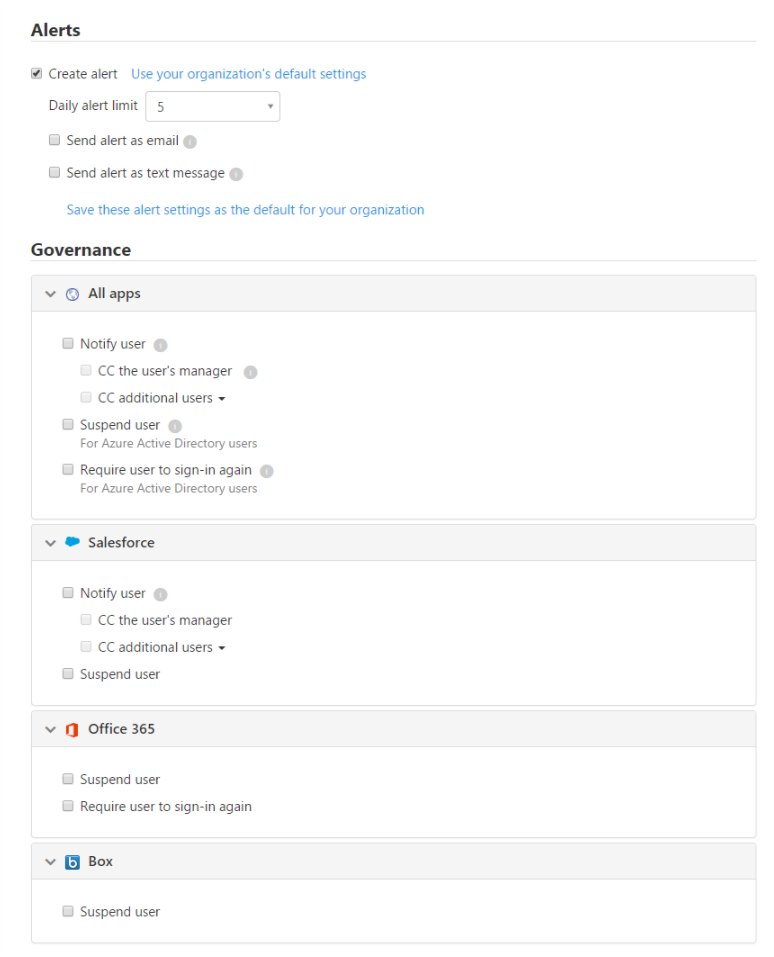 Alerts
Create alert Use your organization's default settings
Daily alert limit 5
Send alert as email
Send alert as text message
Save these alert settings as the default for your organization
Governance
All apps
Notify user
CC the user's manager
CC additional users
Suspend user
For Azure Active Directory users
Require user to sign-in again
For Azure Active Directory users
Salesforce
Notify user
CC the user's manager
CC additional users
Suspend user
Office 365
Suspend user
Require user to sign-in again
Box
Suspend user